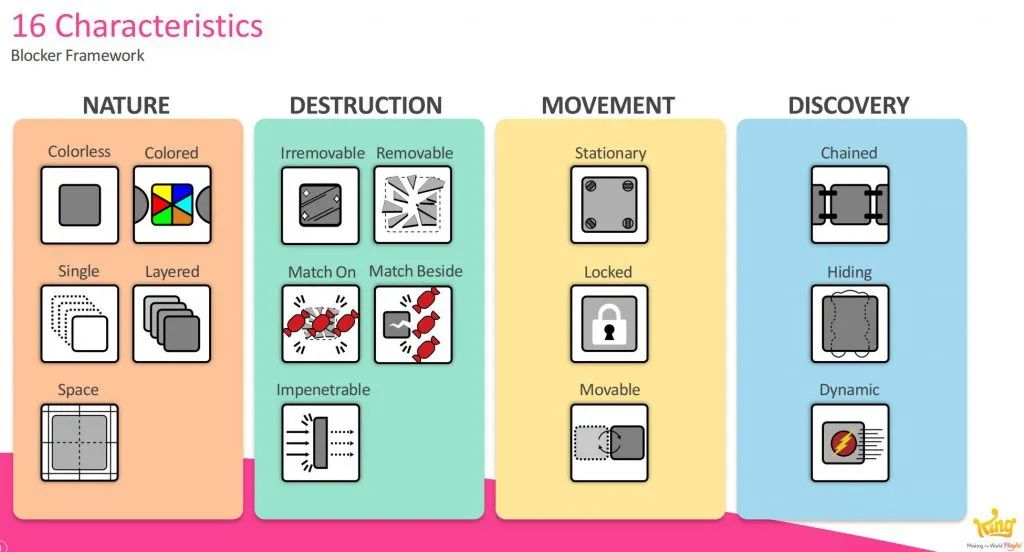 16 Characteristics
Blocker Framework
NATURE
Colorless Colored
Single Layered
Space
DESTRUCTION
Irremovable Removable
Match On Match Beside
Impenetrable
MOVEMENT
Stationary
Locked
Movable
DISCOVERY
Chained
Hiding
Dynamic
King
Making the World Playful